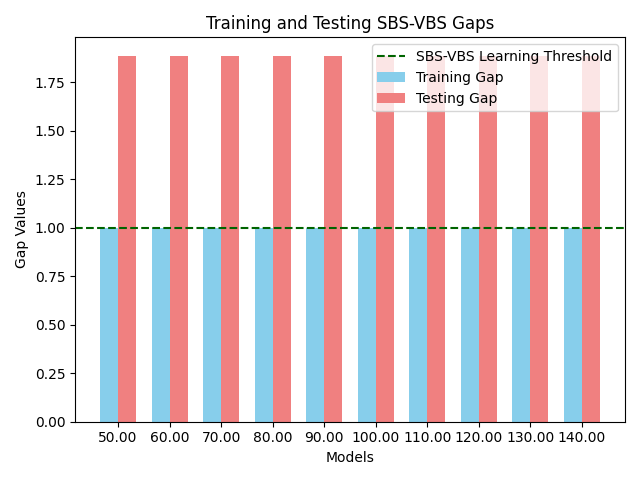 Training and Testing SBS-VBS Gaps
SBS-VBS Learning Threshold
Training Gap
Testing Gap
Gap Values
1.75
1.50
1.25
1.00
0.75
0.50
0.25
0.00
50.00 60.00 70.00 80.00 90.00 100.00 110.00 120.00 130.00 140.00
Models